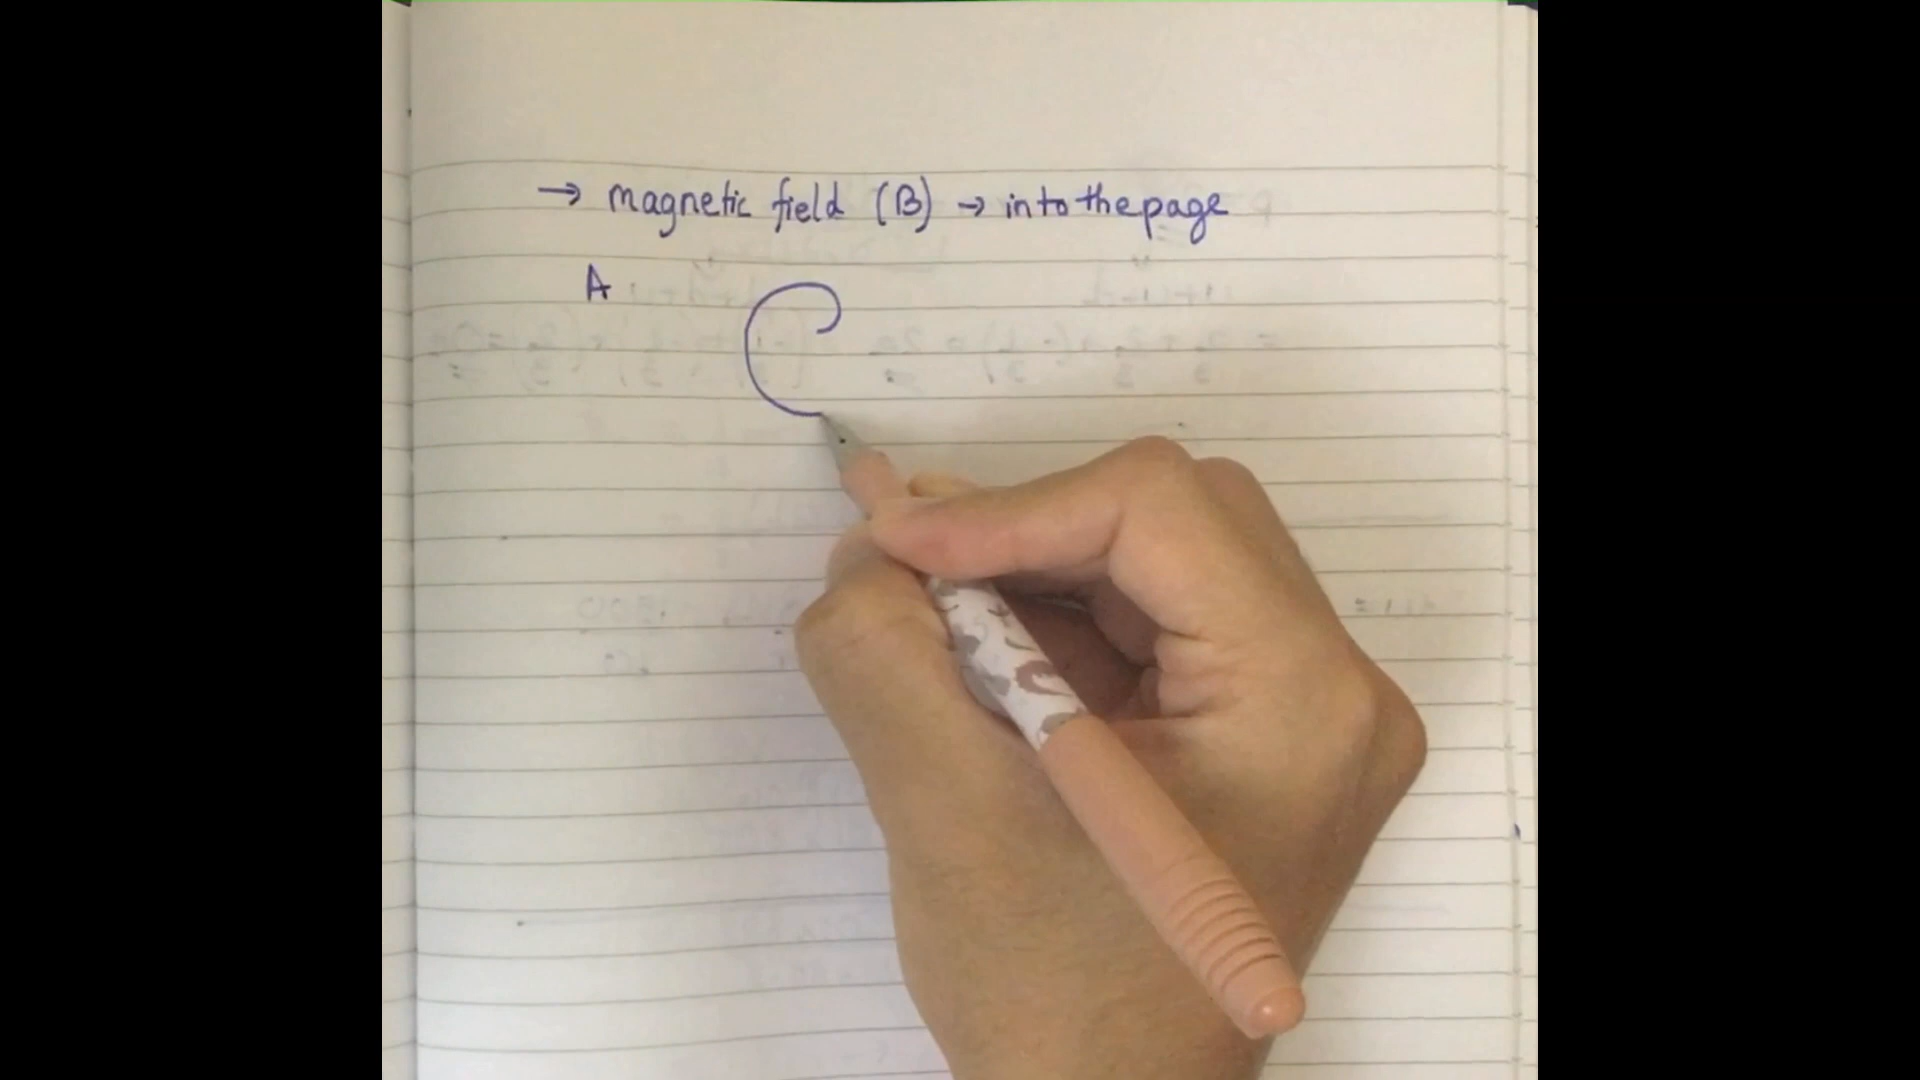 → magnetic field (B) → into the page
A